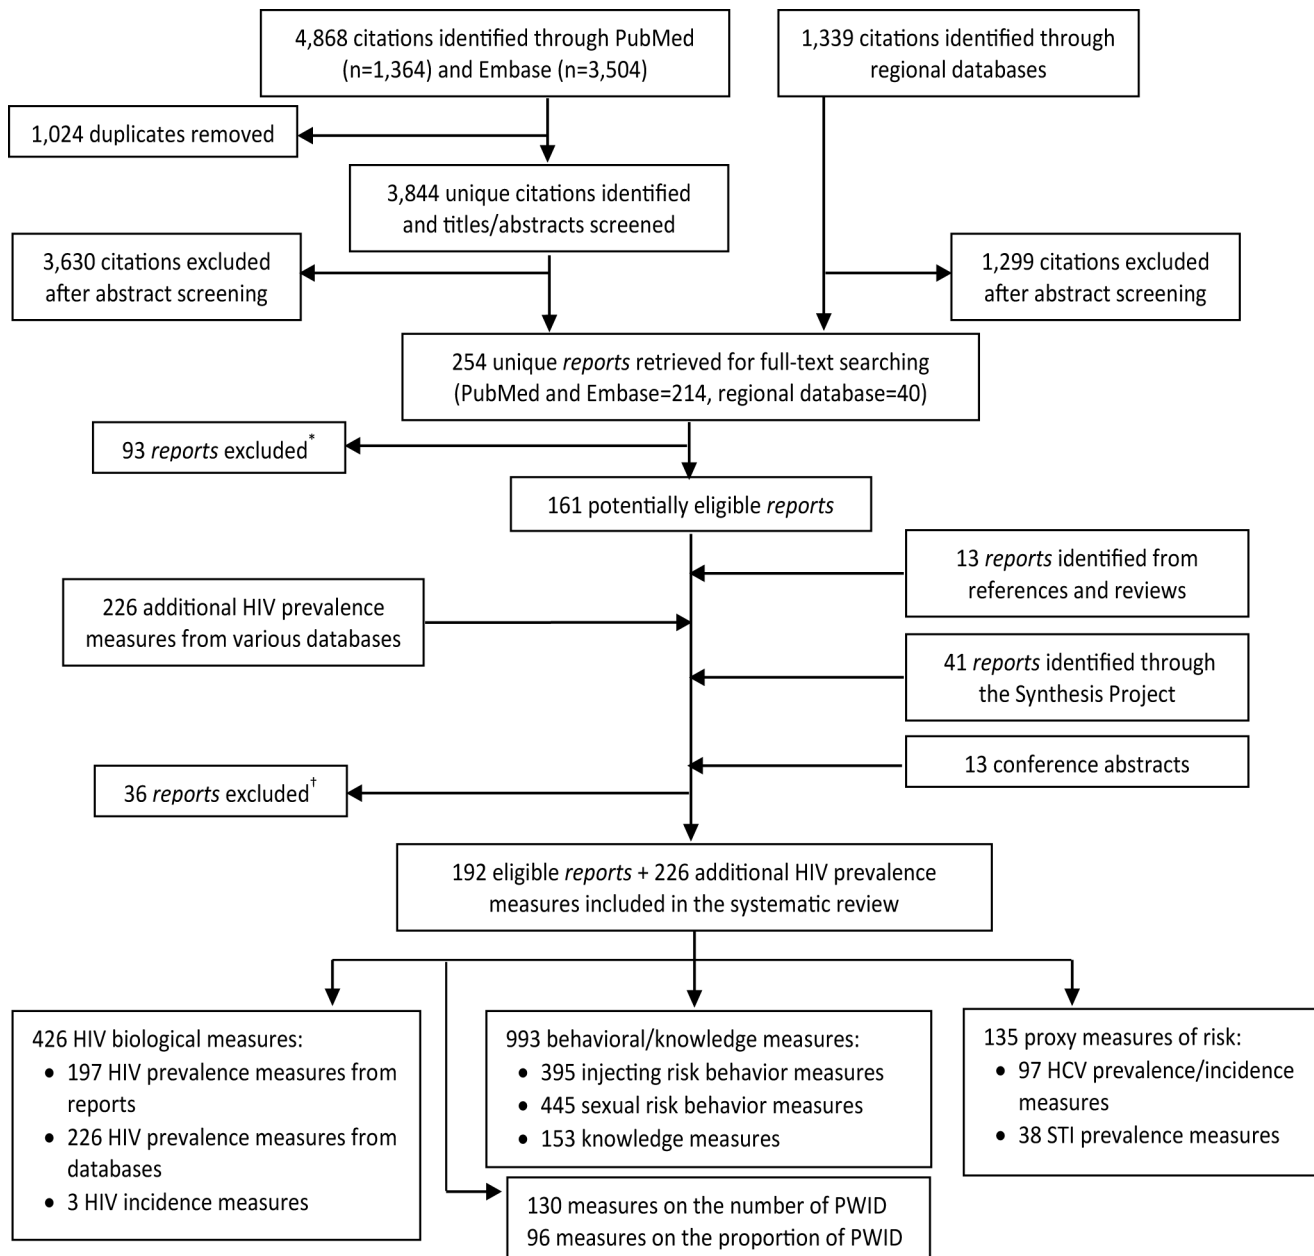 4,868 citations identified through PubMed
(n=1,364) and Embase (n=3,504)
1,339 citations identified through
regional databases
1,024 duplicates removed
3,844 unique citations identified
and titles/abstracts screened
3,630 citations excluded
after abstract screening
1,299 citations excluded
after abstract screening
254 unique reports retrieved for full-text searching
(PubMed and Embase=214, regional database=40)
93 reports excluded*
161 potentially eligible reports
13 reports identified from
references and reviews
226 additional HIV prevalence
measures from various databases
41 reports identified through
the Synthesis Project
13 conference abstracts
36 reports excluded†
192 eligible reports + 226 additional HIV prevalence
measures included in the systematic review
426 HIV biological measures:
• 197 HIV prevalence measures from
reports
• 226 HIV prevalence measures from
databases
• 3 HIV incidence measures
993 behavioral/knowledge measures:
• 395 injecting risk behavior measures
• 445 sexual risk behavior measures
• 153 knowledge measures
135 proxy measures of risk:
• 97 HCV prevalence/incidence
measures
• 38 STI prevalence measures
130 measures on the number of PWID
96 measures on the proportion of PWID